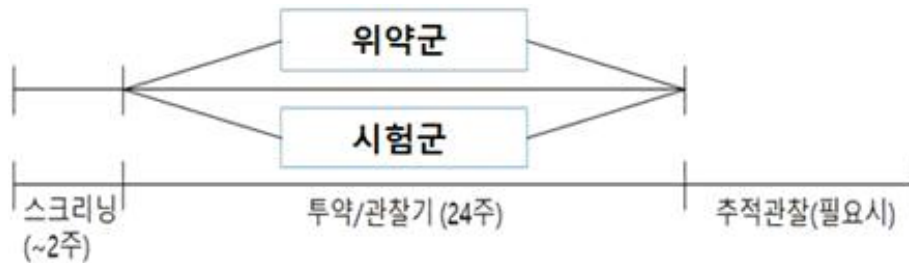 위약군
시험군
스크리닝
(~2주)
투약/관찰기 (24주)
추적관찰(필요시)